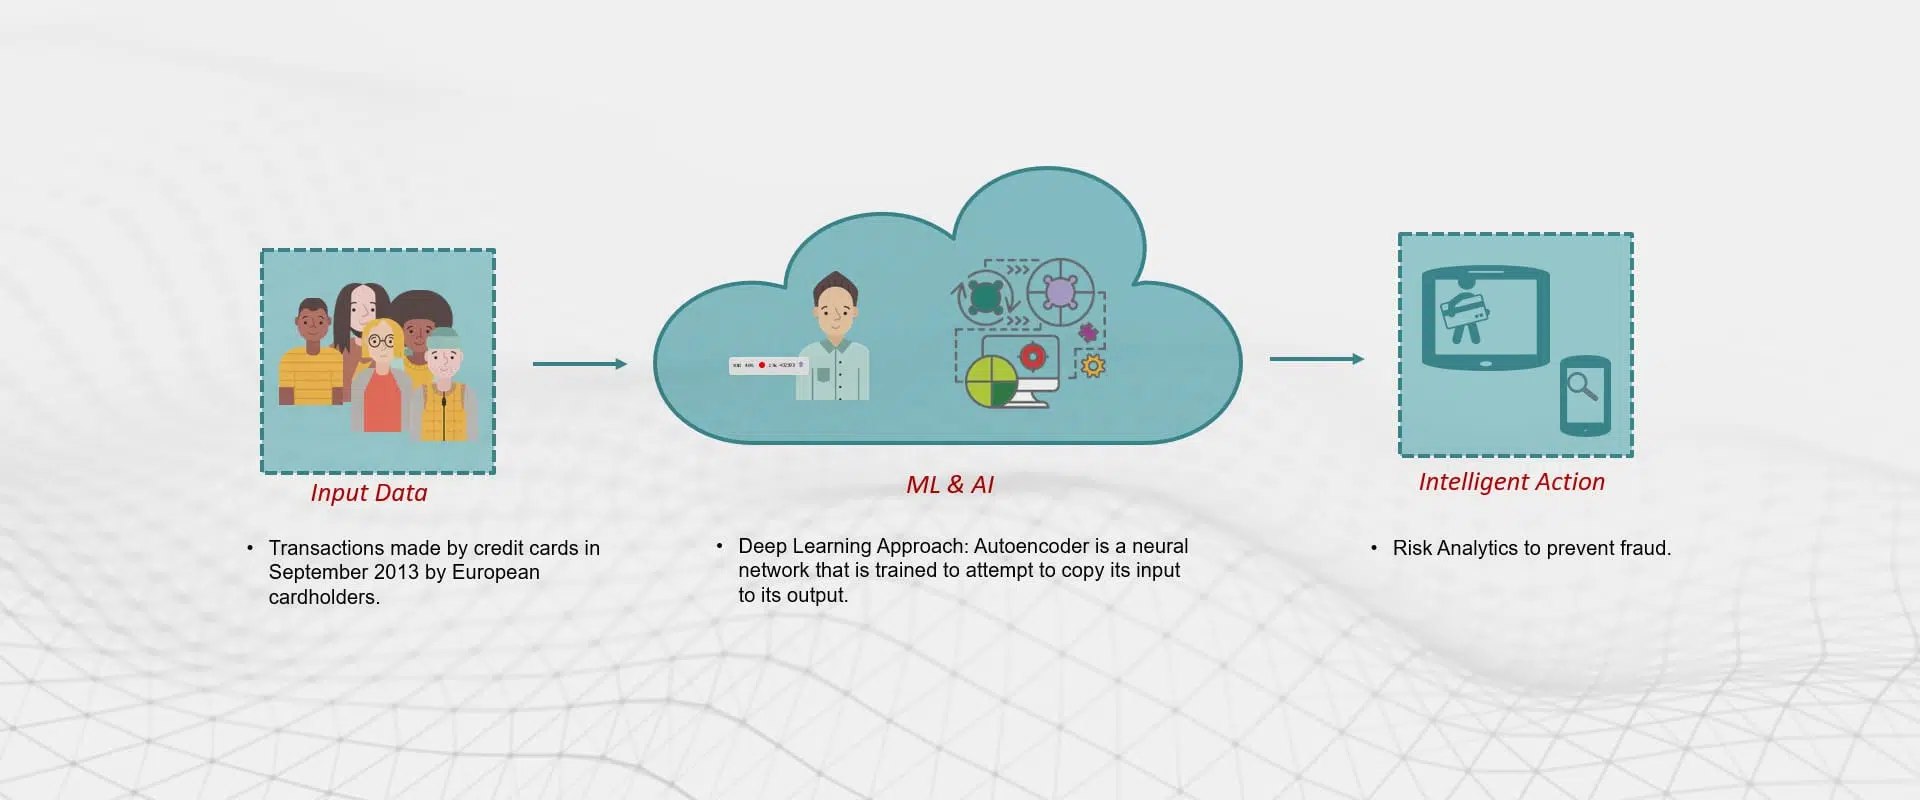 Input Data
• Transactions made by credit cards in
September 2013 by European
cardholders.
ML & AI
• Deep Learning Approach: Autoencoder is a neural
network that is trained to attempt to copy its input
to its output.
Intelligent Action
• Risk Analytics to prevent fraud.